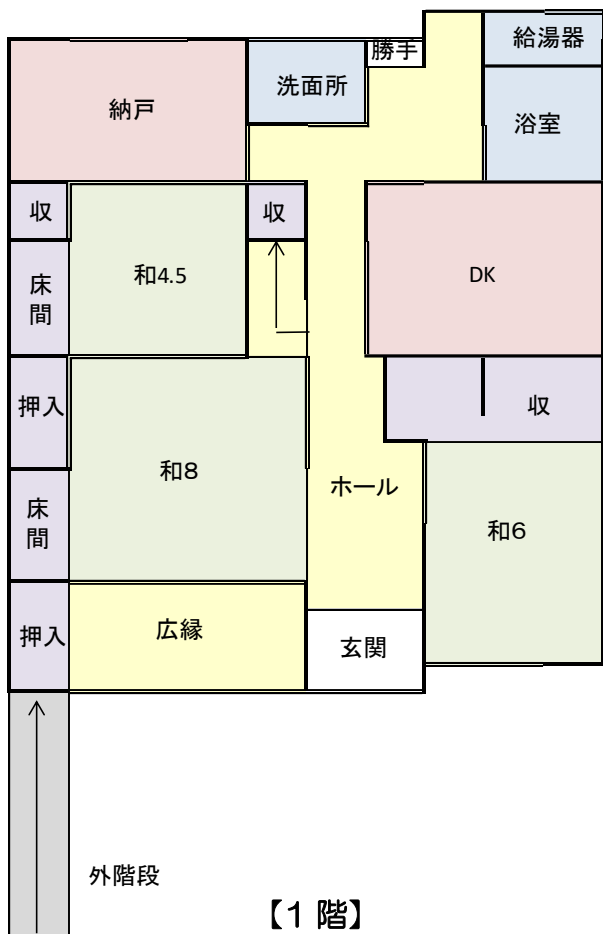 給湯器
勝手
洗面所
納戸
浴室
収
収
床
間
和4.5
DK
押入
収
和8
ホール
床
間
和6
押入
広縁
玄関
外階段
【1 階】